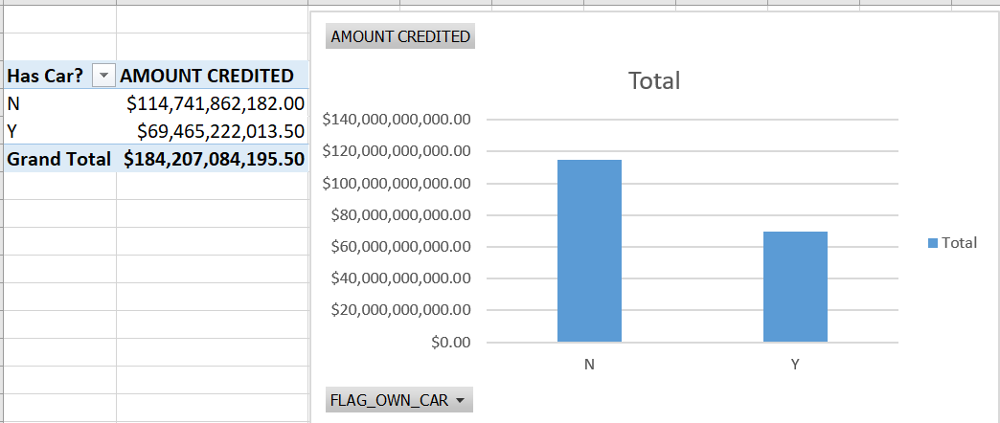 Has Car? AMOUNT CREDITED
N $114,741,862,182.00
Y $69,465,222,013.50
Grand Total $184,207,084,195.50
AMOUNT CREDITED
Total
$140,000,000,000.00
$120,000,000,000.00
$100,000,000,000.00
$80,000,000,000.00
$60,000,000,000.00
$40,000,000,000.00
$20,000,000,000.00
$0.00
N Y
Total
FLAG_OWN_CAR